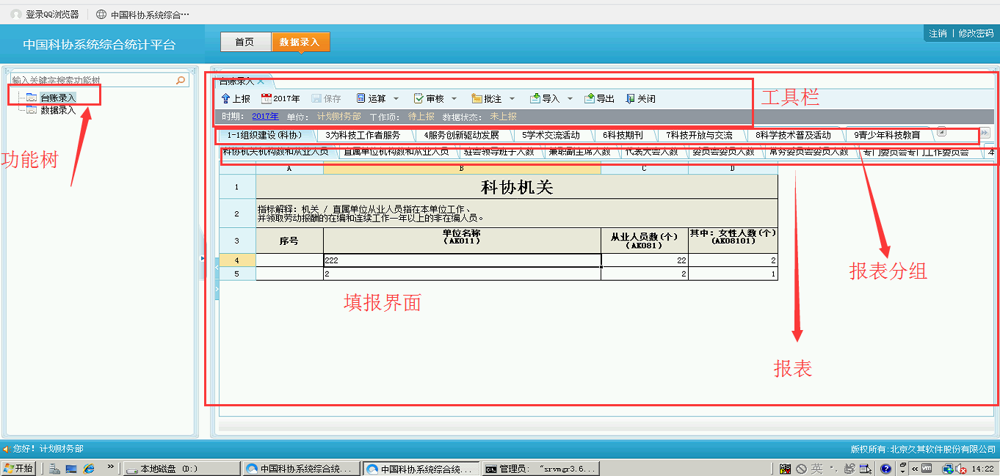 登录QQ浏览器 中国科协系统综合…
中国科协系统综合统计平台 首页 数据录入 注销 | 修改密码
输入关键字搜索功能树
台账录入
数据录入
功能树
台账录入
上报 2017年 保存 运算 审核 批注 导入 导出 关闭
工具栏
时期: 2017年 单位: 计划财务部 工作项: 待上报 数据状态: 未上报
1-1组织建设(科协) 3为科技工作者服务 4服务创新驱动发展 5学术交流活动 6科技期刊 7科技开放与交流 8科学技术普及活动 9青少年科技教育
科协机关机构数和从业人员 直属单位机构数和从业人员 驻会领导班子人数 兼职副主席人数 代表大会人数 委员会委员人数 常务委员会委员人数 专门委员会专门工作委员会 本
A B C D
1 科协机关
2 指标解释: 机关 / 直属单位从业人员指在本单位工作、
并领取劳动报酬的在编和连续工作一年以上的非在编人员。
3 序号 单位名称 (AK011) 从业人员数(个) (AK081) 其中: 女性人数(个) (AK08101)
4 222 22 2
5 2 2 1
报表分组
填报界面
报表
您好! 计划财务部 版权所有:北京久其软件股份有限公司
开始 » 本地磁盘 (D:) 中国科协系统综合统... 中国科协系统综合统... 管理员: "srvmgr3.6... 英 « 14:22